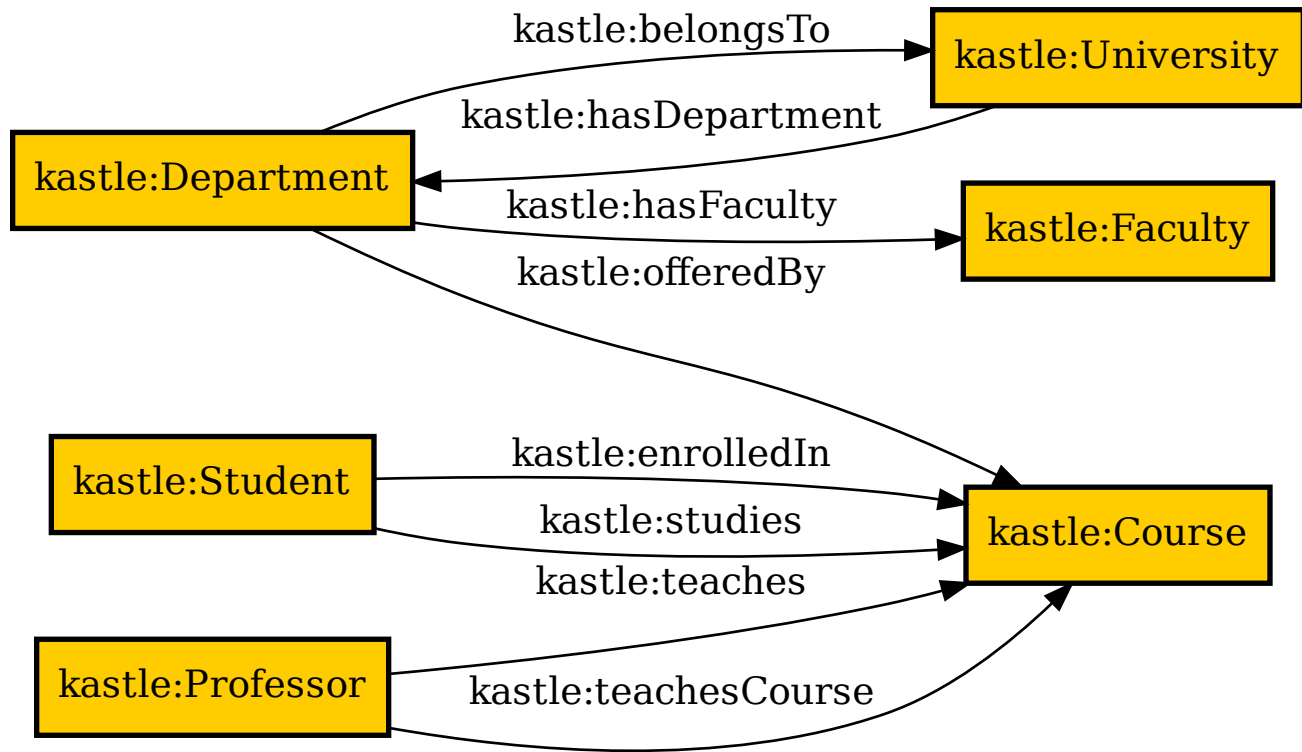 kastle:belongsTo
kastle:University
kastle:hasDepartment
kastle:Department
kastle:hasFaculty
kastle:Faculty
kastle:offeredBy
kastle:enrolledIn
kastle:Student
kastle:studies
kastle:Course
kastle:teaches
kastle:Professor
kastle:teachesCourse